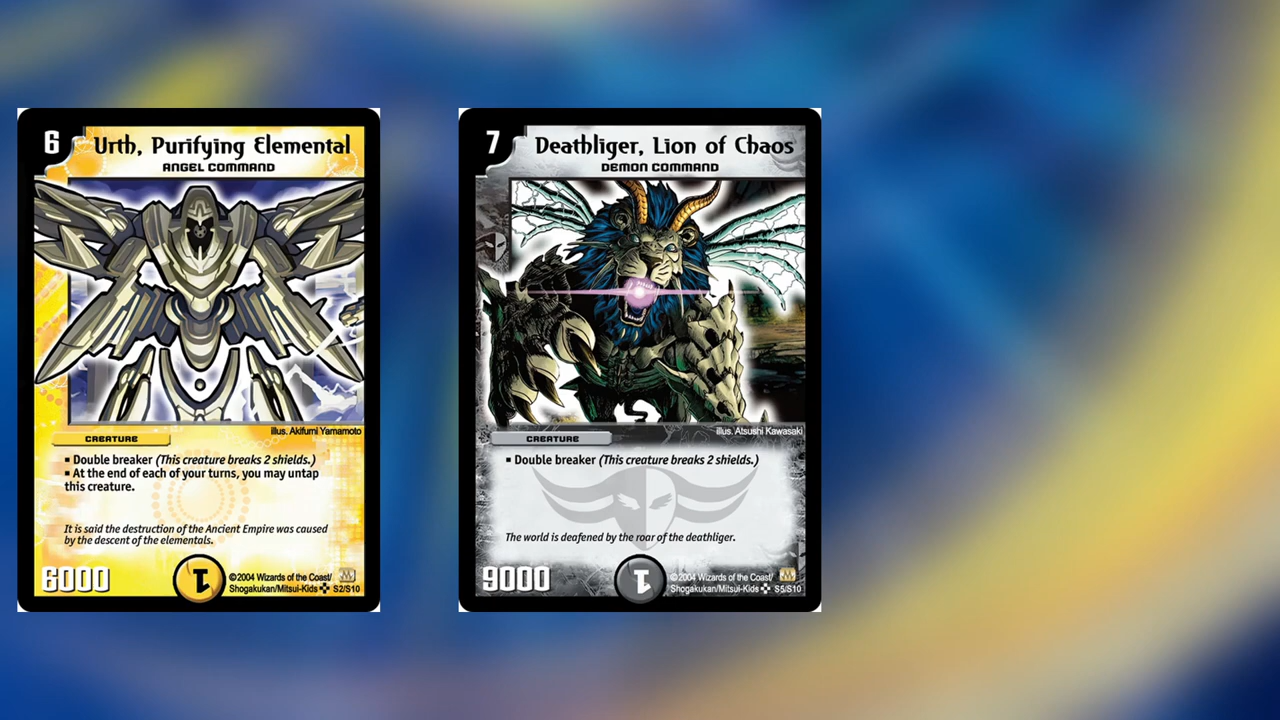 6
Urth, Purifying Elemental
ANGEL COMMAND
illus. Akifumi Yamamoto
CREATURE
▪ Double breaker (This creature breaks 2 shields.)
▪ At the end of each of your turns, you may untap
this creature.
It is said the destruction of the Ancient Empire was caused
by the descent of the elementals.
6000
1
©2004 Wizards of the Coast/
Shogakukan/Mitsui-Kids S2/S10
7
Deathliger, Lion of Chaos
DEMON COMMAND
illus. Atsushi Kawasaki
CREATURE
▪ Double breaker (This creature breaks 2 shields.)
The world is deafened by the roar of the deathliger.
9000
1
©2004 Wizards of the Coast/
Shogakukan/Mitsui-Kids S5/S10